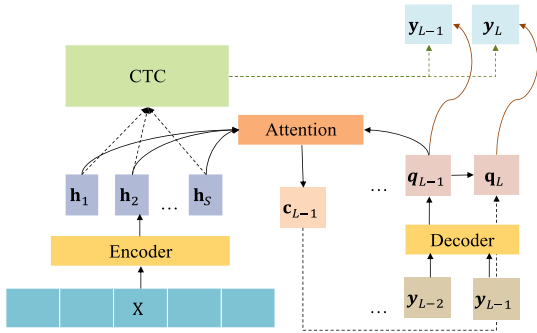 y_{L-1} y_L
CTC
Attention
h_1 h_2 ... h_S
c_{L-1}
... q_{L-1} q_L
Encoder
Decoder
X
... y_{L-2} y_{L-1}